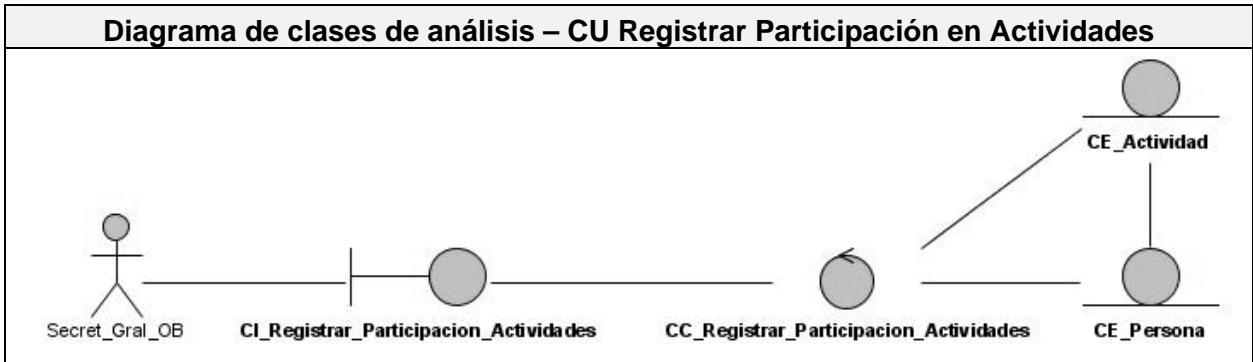 Diagrama de clases de análisis – CU Registrar Participación en Actividades
CE_Actividad
Secret_Gral_OB
CI_Registrar_Participacion_Actividades
CC_Registrar_Participacion_Actividades
CE_Persona